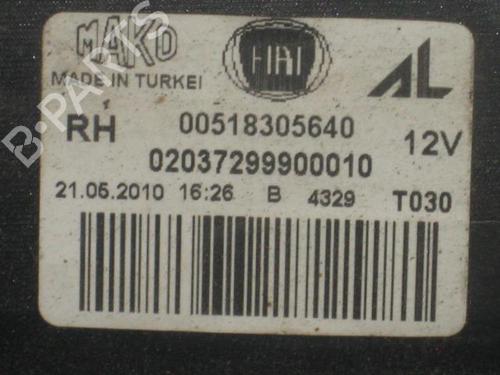 MAKO
FIAT
AL
MADE IN TURKEI
RH
00518305640
12V
02037299900010
21.05.2010 16:26 B 4329 T030
B-PARTS